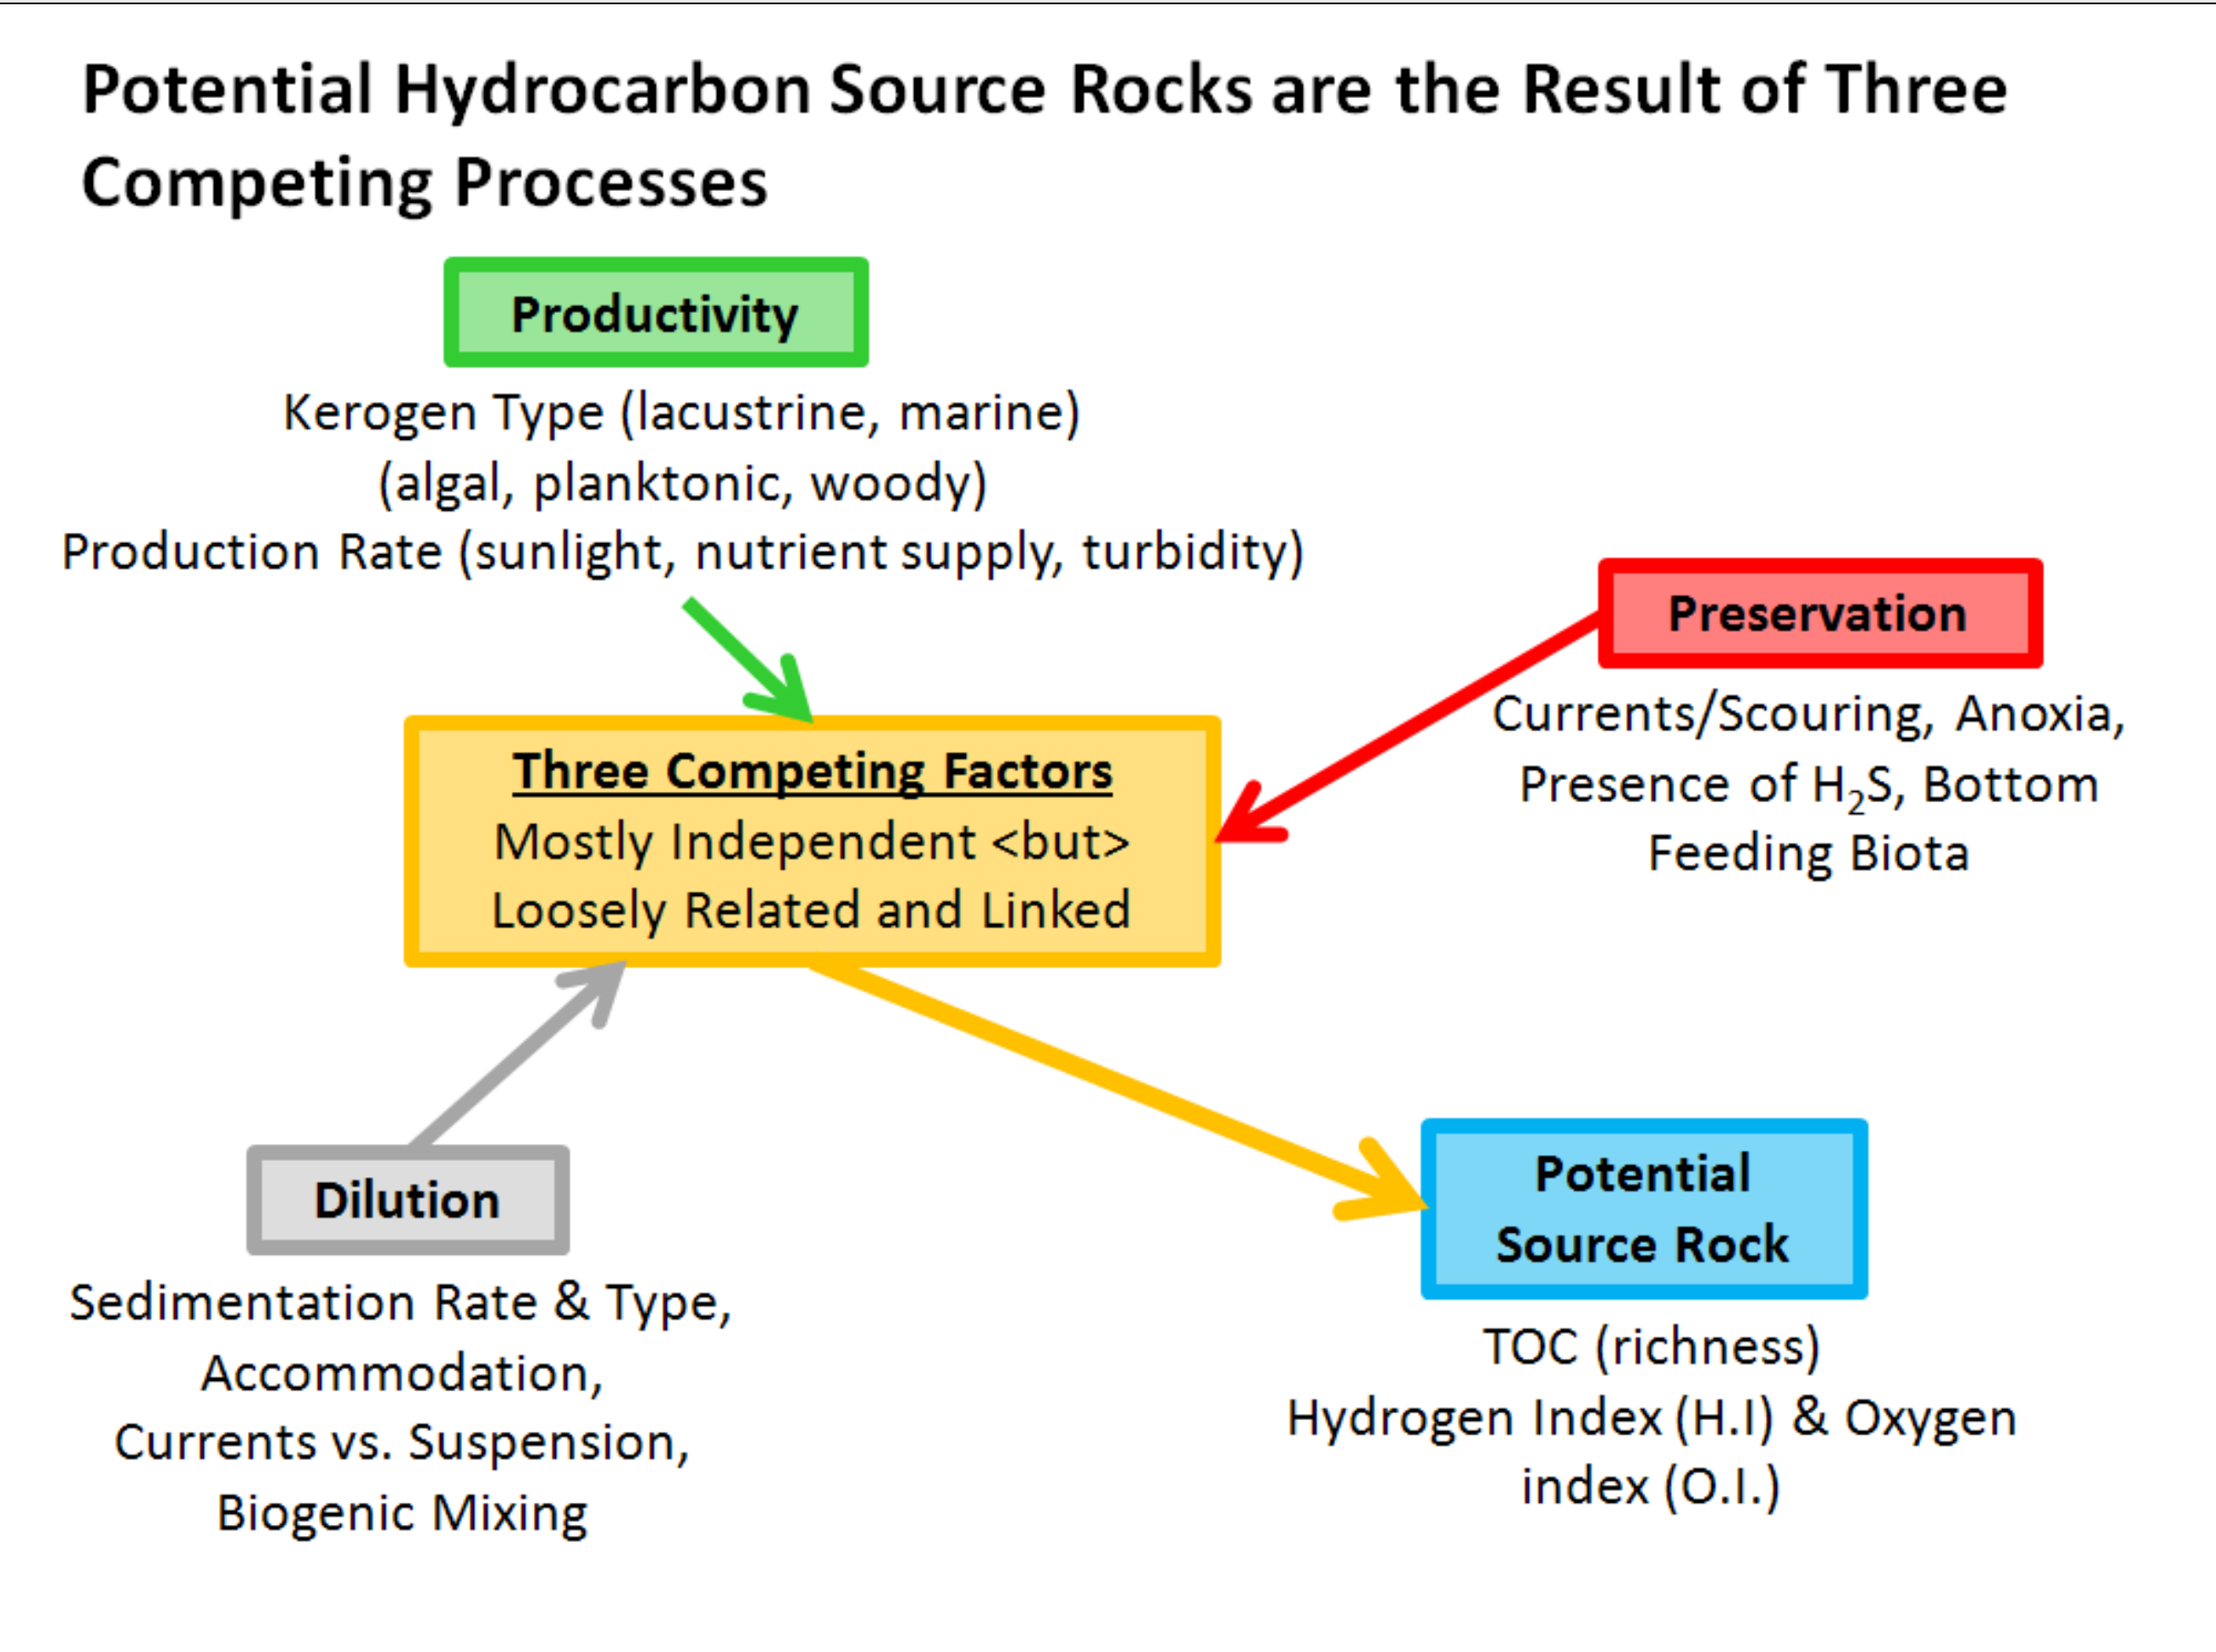 Potential Hydrocarbon Source Rocks are the Result of Three
Competing Processes
Productivity
Kerogen Type (lacustrine, marine)
(algal, planktonic, woody)
Production Rate (sunlight, nutrient supply, turbidity)
Preservation
Currents/Scouring, Anoxia,
Presence of H₂S, Bottom
Feeding Biota
Three Competing Factors
Mostly Independent <but>
Loosely Related and Linked
Dilution
Sedimentation Rate & Type,
Accommodation,
Currents vs. Suspension,
Biogenic Mixing
Potential
Source Rock
TOC (richness)
Hydrogen Index (H.I) & Oxygen
index (O.I.)